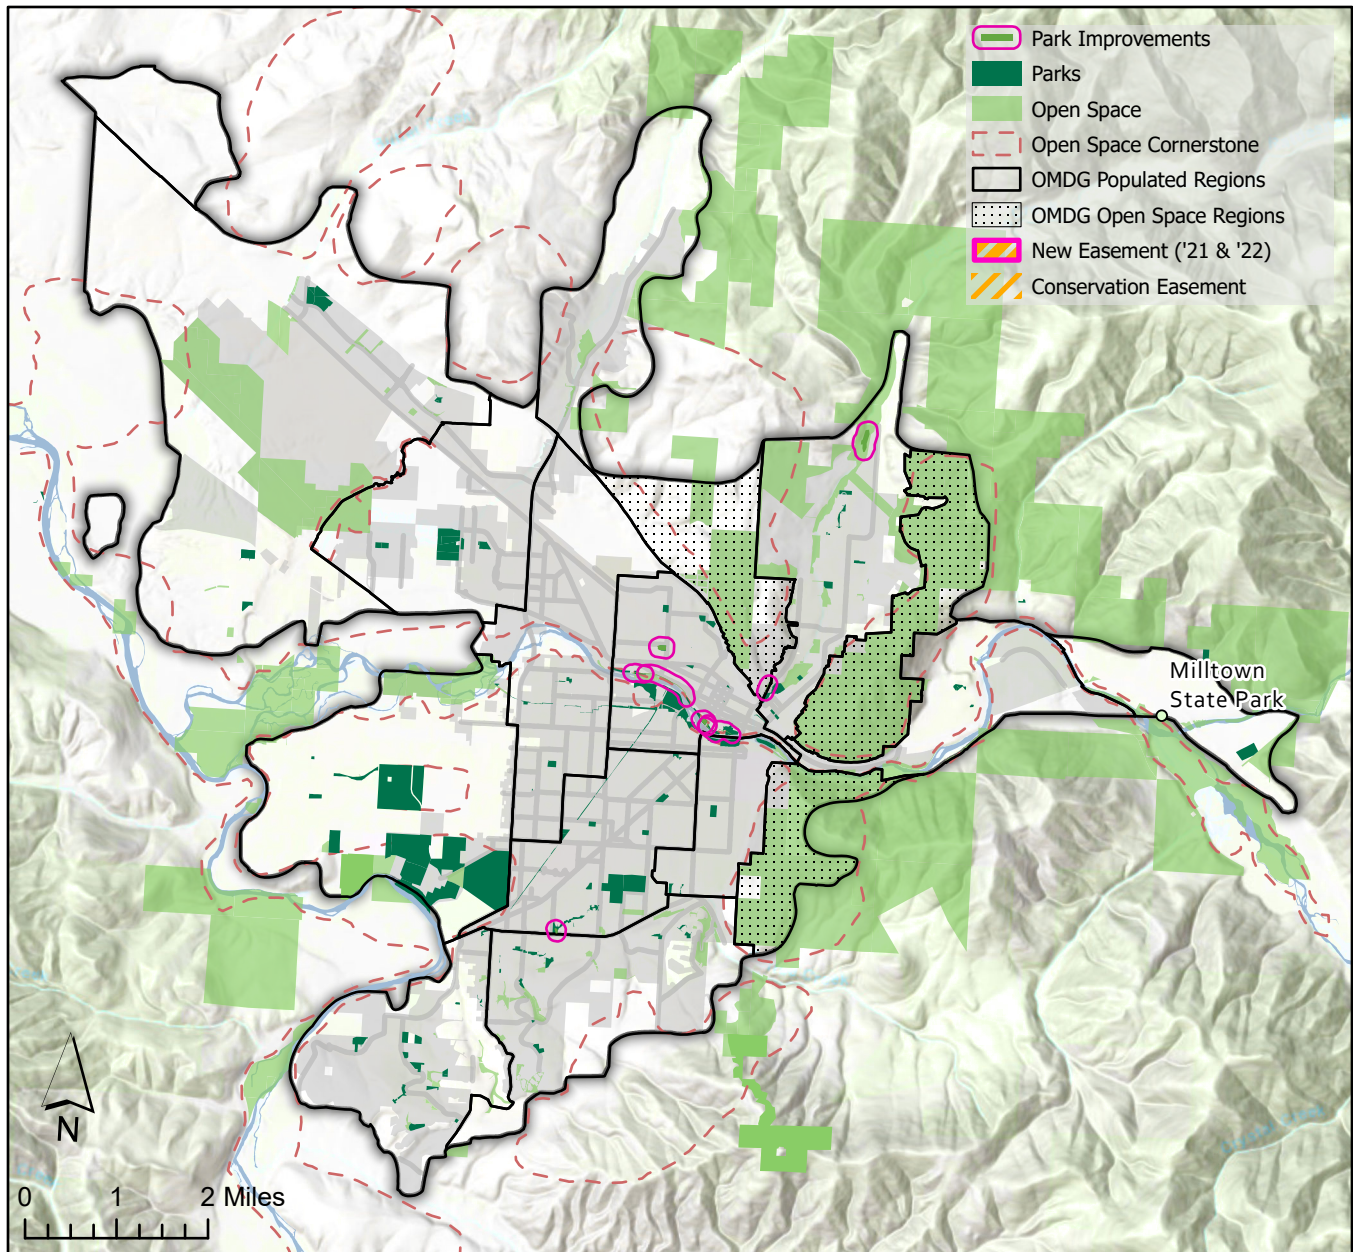 Park Improvements
Parks
Open Space
Open Space Cornerstone
OMDG Populated Regions
OMDG Open Space Regions
New Easement ('21 & '22)
Conservation Easement
Milltown
State Park
N
0 1 2 Miles